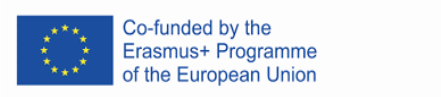 Co-funded by the
Erasmus+ Programme
of the European Union